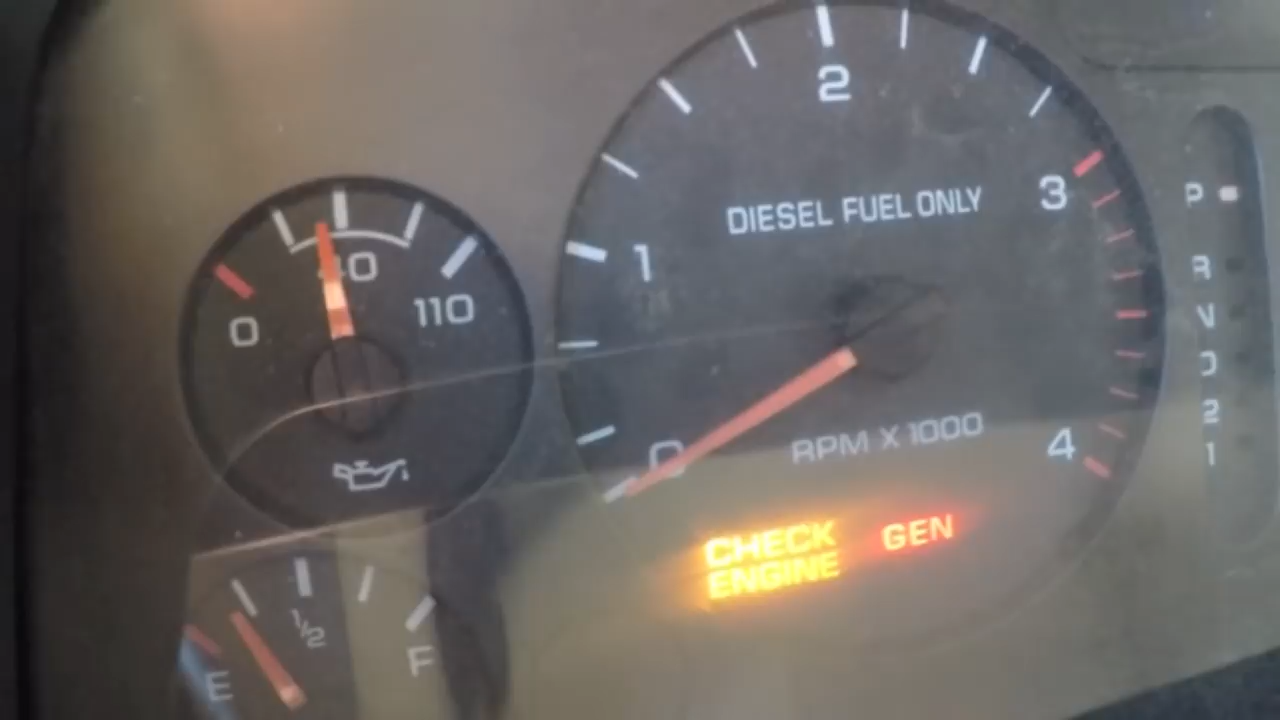 2
3
DIESEL FUEL ONLY
1
40
110
0
0
RPM X 1000
4
CHECK
ENGINE
GEN
1/2
E
F
P
R
N
D
2
1